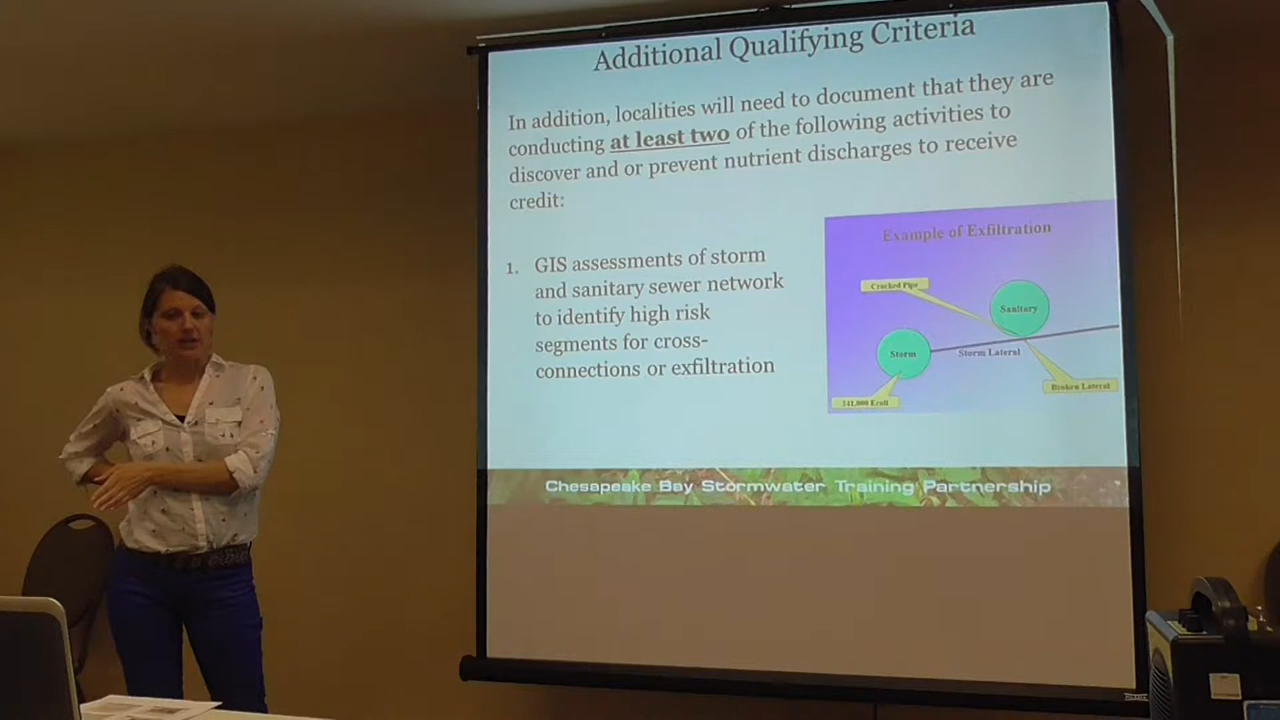 Additional Qualifying Criteria
In addition, localities will need to document that they are
conducting at least two of the following activities to
discover and or prevent nutrient discharges to receive
credit:
1. GIS assessments of storm
and sanitary sewer network
to identify high risk
segments for cross-
connections or exfiltration
Example of Exfiltration
Cracked Pipe
Sanitary
Storm
Storm Lateral
Broken Lateral
Chesapeake Bay Stormwater Training Partnership